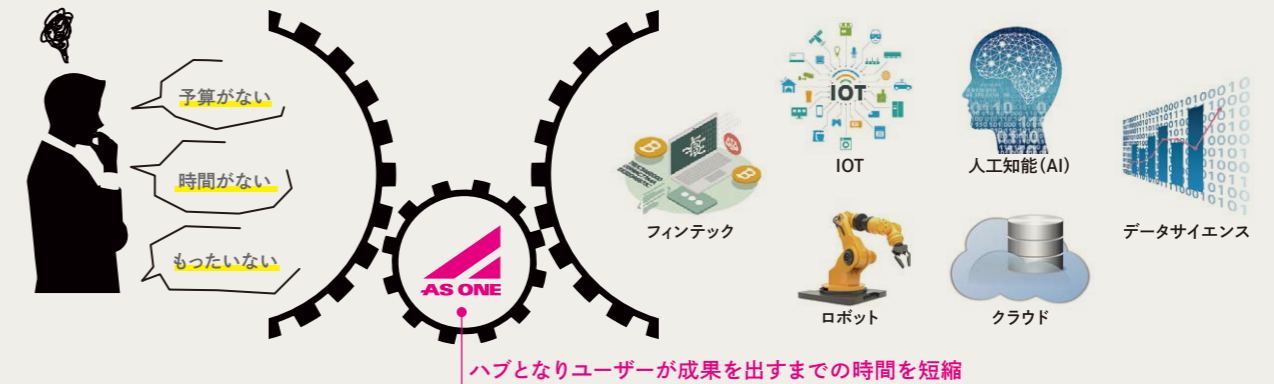 予算がない
時間がない
もったいない
AS ONE
フィンテック
IOT
IOT
人工知能(AI)
データサイエンス
ロボット
クラウド
ハブとなりユーザーが成果を出すまでの時間を短縮